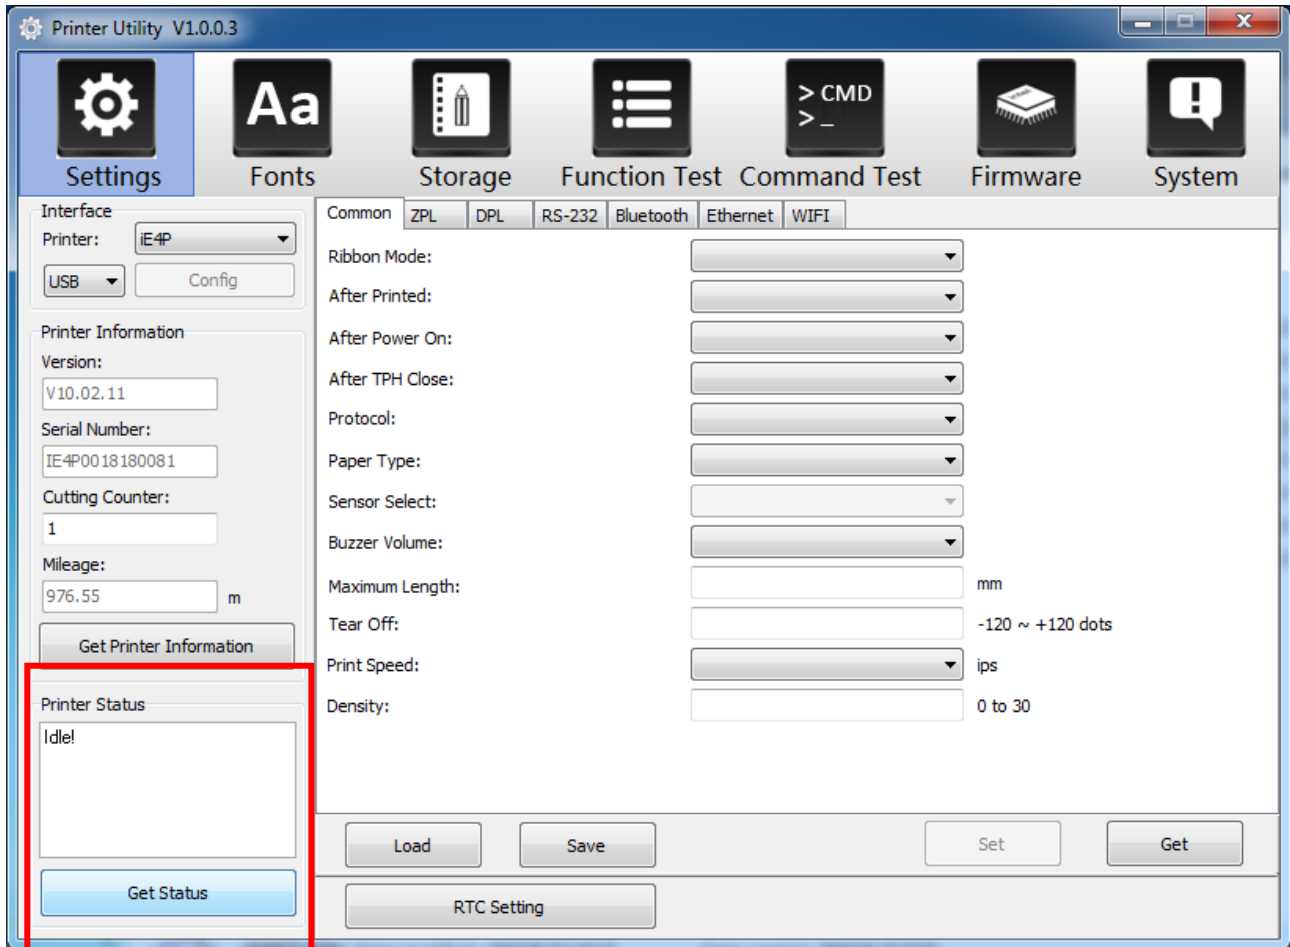 Printer Utility V1.0.0.3
Aa
> CMD
>_
Settings Fonts Storage Function Test Command Test Firmware System
Interface
Printer: iE4P
USB Config
Printer Information
Version:
V10.02.11
Serial Number:
IE4P0018180081
Cutting Counter:
1
Mileage:
976.55 m
Get Printer Information
Printer Status
Idle!
Get Status
Common ZPL DPL RS-232 Bluetooth Ethernet WIFI
Ribbon Mode:
After Printed:
After Power On:
After TPH Close:
Protocol:
Paper Type:
Sensor Select:
Buzzer Volume:
Maximum Length: mm
Tear Off: -120 ~ +120 dots
Print Speed: ips
Density: 0 to 30
Load Save Set Get
RTC Setting